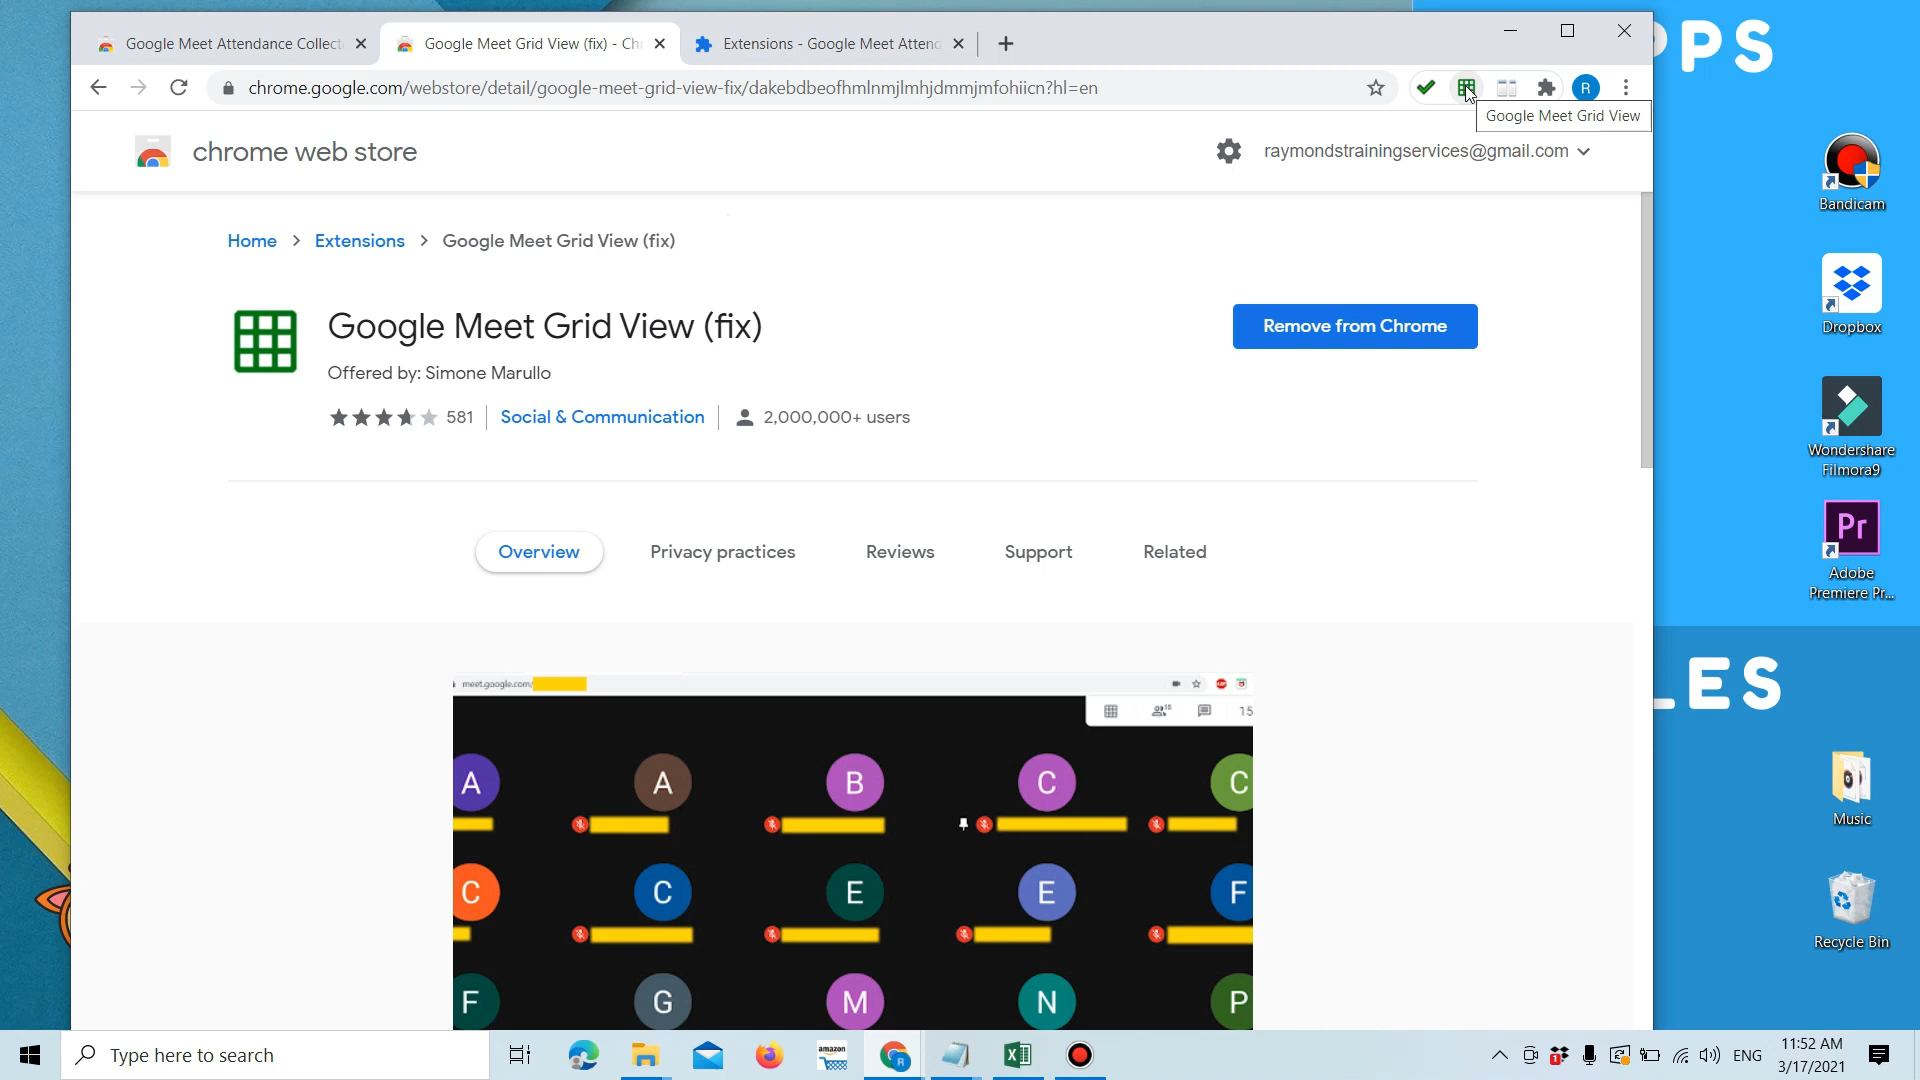 Google Meet Attendance Collect
Google Meet Grid View (fix) - Ch
Extensions - Google Meet Attend
PPS
chrome.google.com/webstore/detail/google-meet-grid-view-fix/dakebdbeofhmlnmjlmhjdmmjmfohiicn?hl=en
R
Google Meet Grid View
chrome web store
raymondstrainingservices@gmail.com
Bandicam
Home > Extensions > Google Meet Grid View (fix)
Google Meet Grid View (fix)
Remove from Chrome
Dropbox
Offered by: Simone Marullo
581 Social & Communication 2,000,000+ users
Wondershare
Filmora9
Overview Privacy practices Reviews Support Related
Pr
Adobe
Premiere Pr...
LES
meet.google.com/
15
A A B C C
Music
C C E E F
Recycle Bin
F G M N P
Type here to search
amazon
R
1
ENG
11:52 AM
3/17/2021